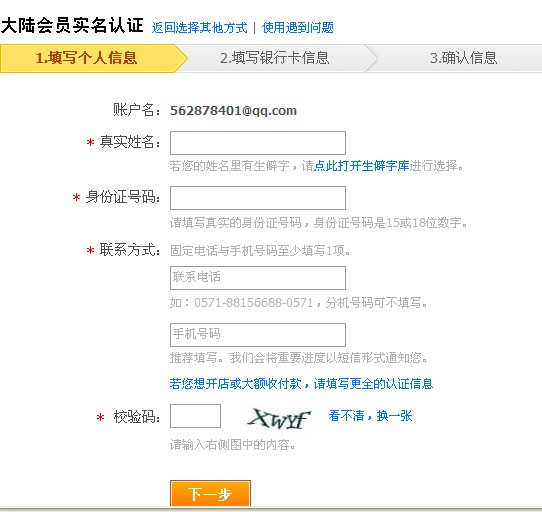 大陆会员实名认证 返回选择其他方式 | 使用遇到问题
1.填写个人信息 2.填写银行卡信息 3.确认信息
账户名： 562878401@qq.com
* 真实姓名：
若您的姓名里有生僻字，请点此打开生僻字库进行选择。
* 身份证号码：
请填写真实的身份证号码，身份证号码是15或18位数字。
* 联系方式： 固定电话与手机号码至少填写1项。
联系电话
如：0571-88156688-0571，分机号码可不填写。
手机号码
推荐填写。我们会将重要进度以短信形式通知您。
若您想开店或大额收付款，请填写更全的认证信息
* 校验码： XwYf 看不清，换一张
请输入右侧图中的内容。
下一步